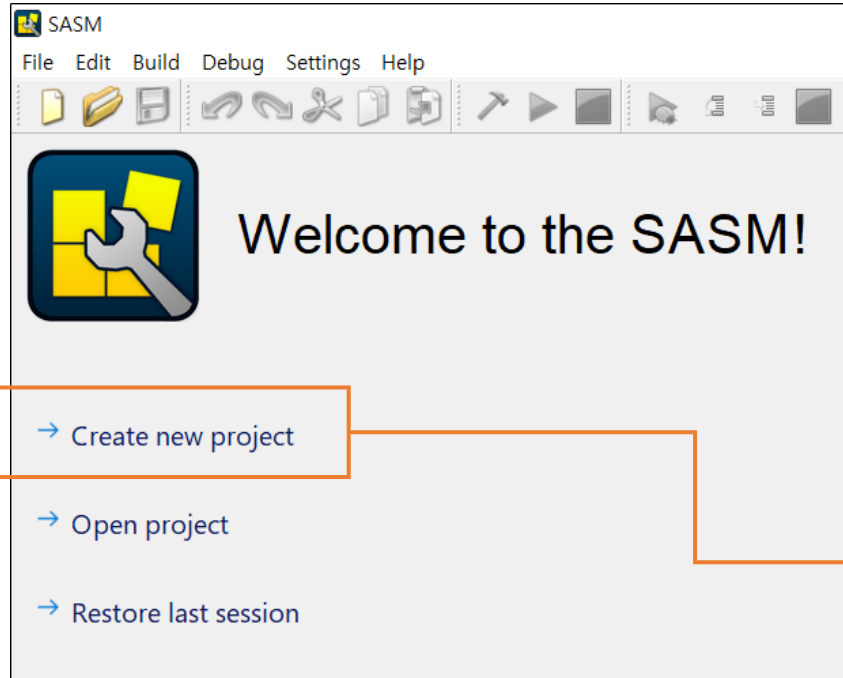 SASM
File Edit Build Debug Settings Help
Welcome to the SASM!
Create new project
Open project
Restore last session